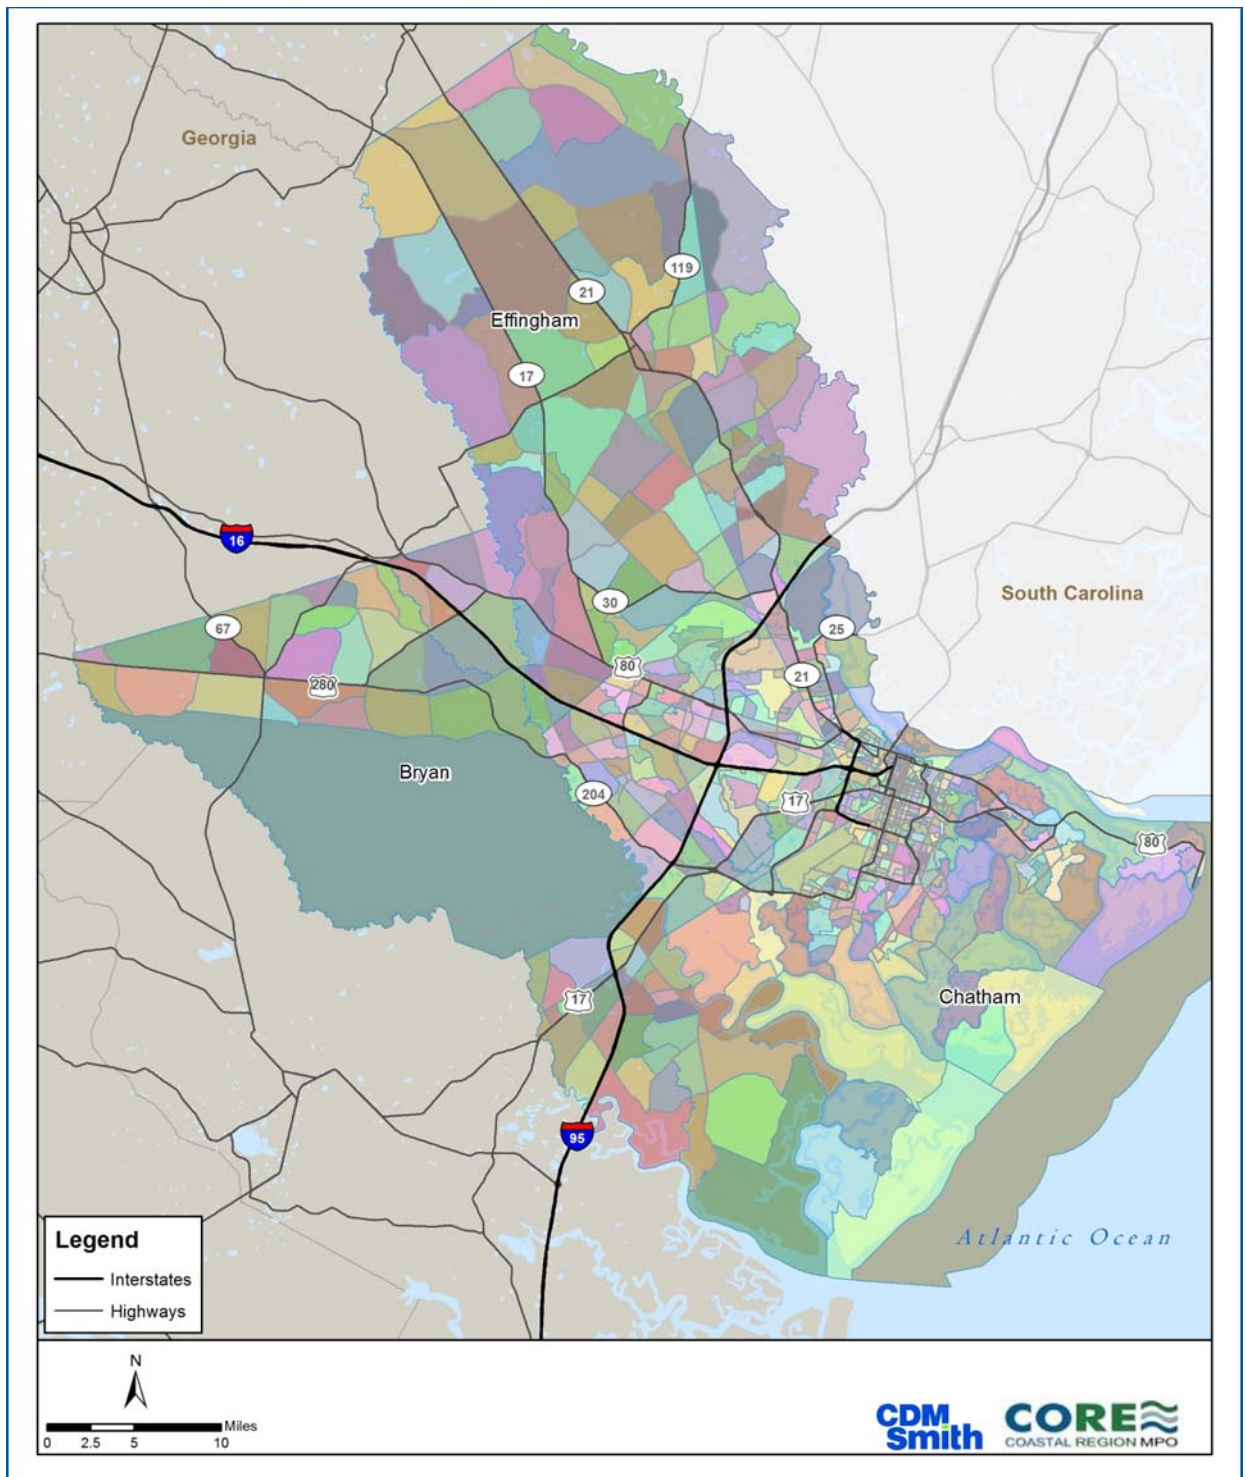 Georgia
119
21
Effingham
17
16
South Carolina
30
25
67
80
21
280
Bryan
204
17
80
Chatham
17
95
Atlantic Ocean
Legend
Interstates
Highways
N
Miles
0 2.5 5 10
CDM
Smith
CORE
COASTAL REGION MPO